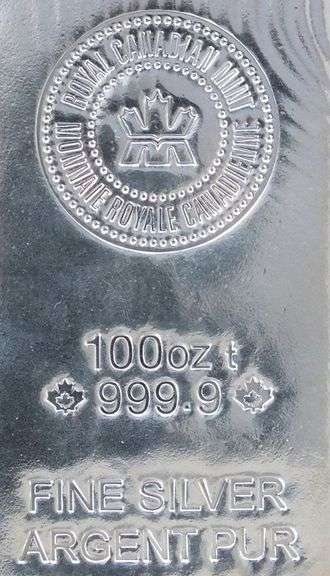 ROYAL CANADIAN MINT
MONNAIE ROYALE CANADIENNE
100oz t
999.9
FINE SILVER
ARGENT PUR